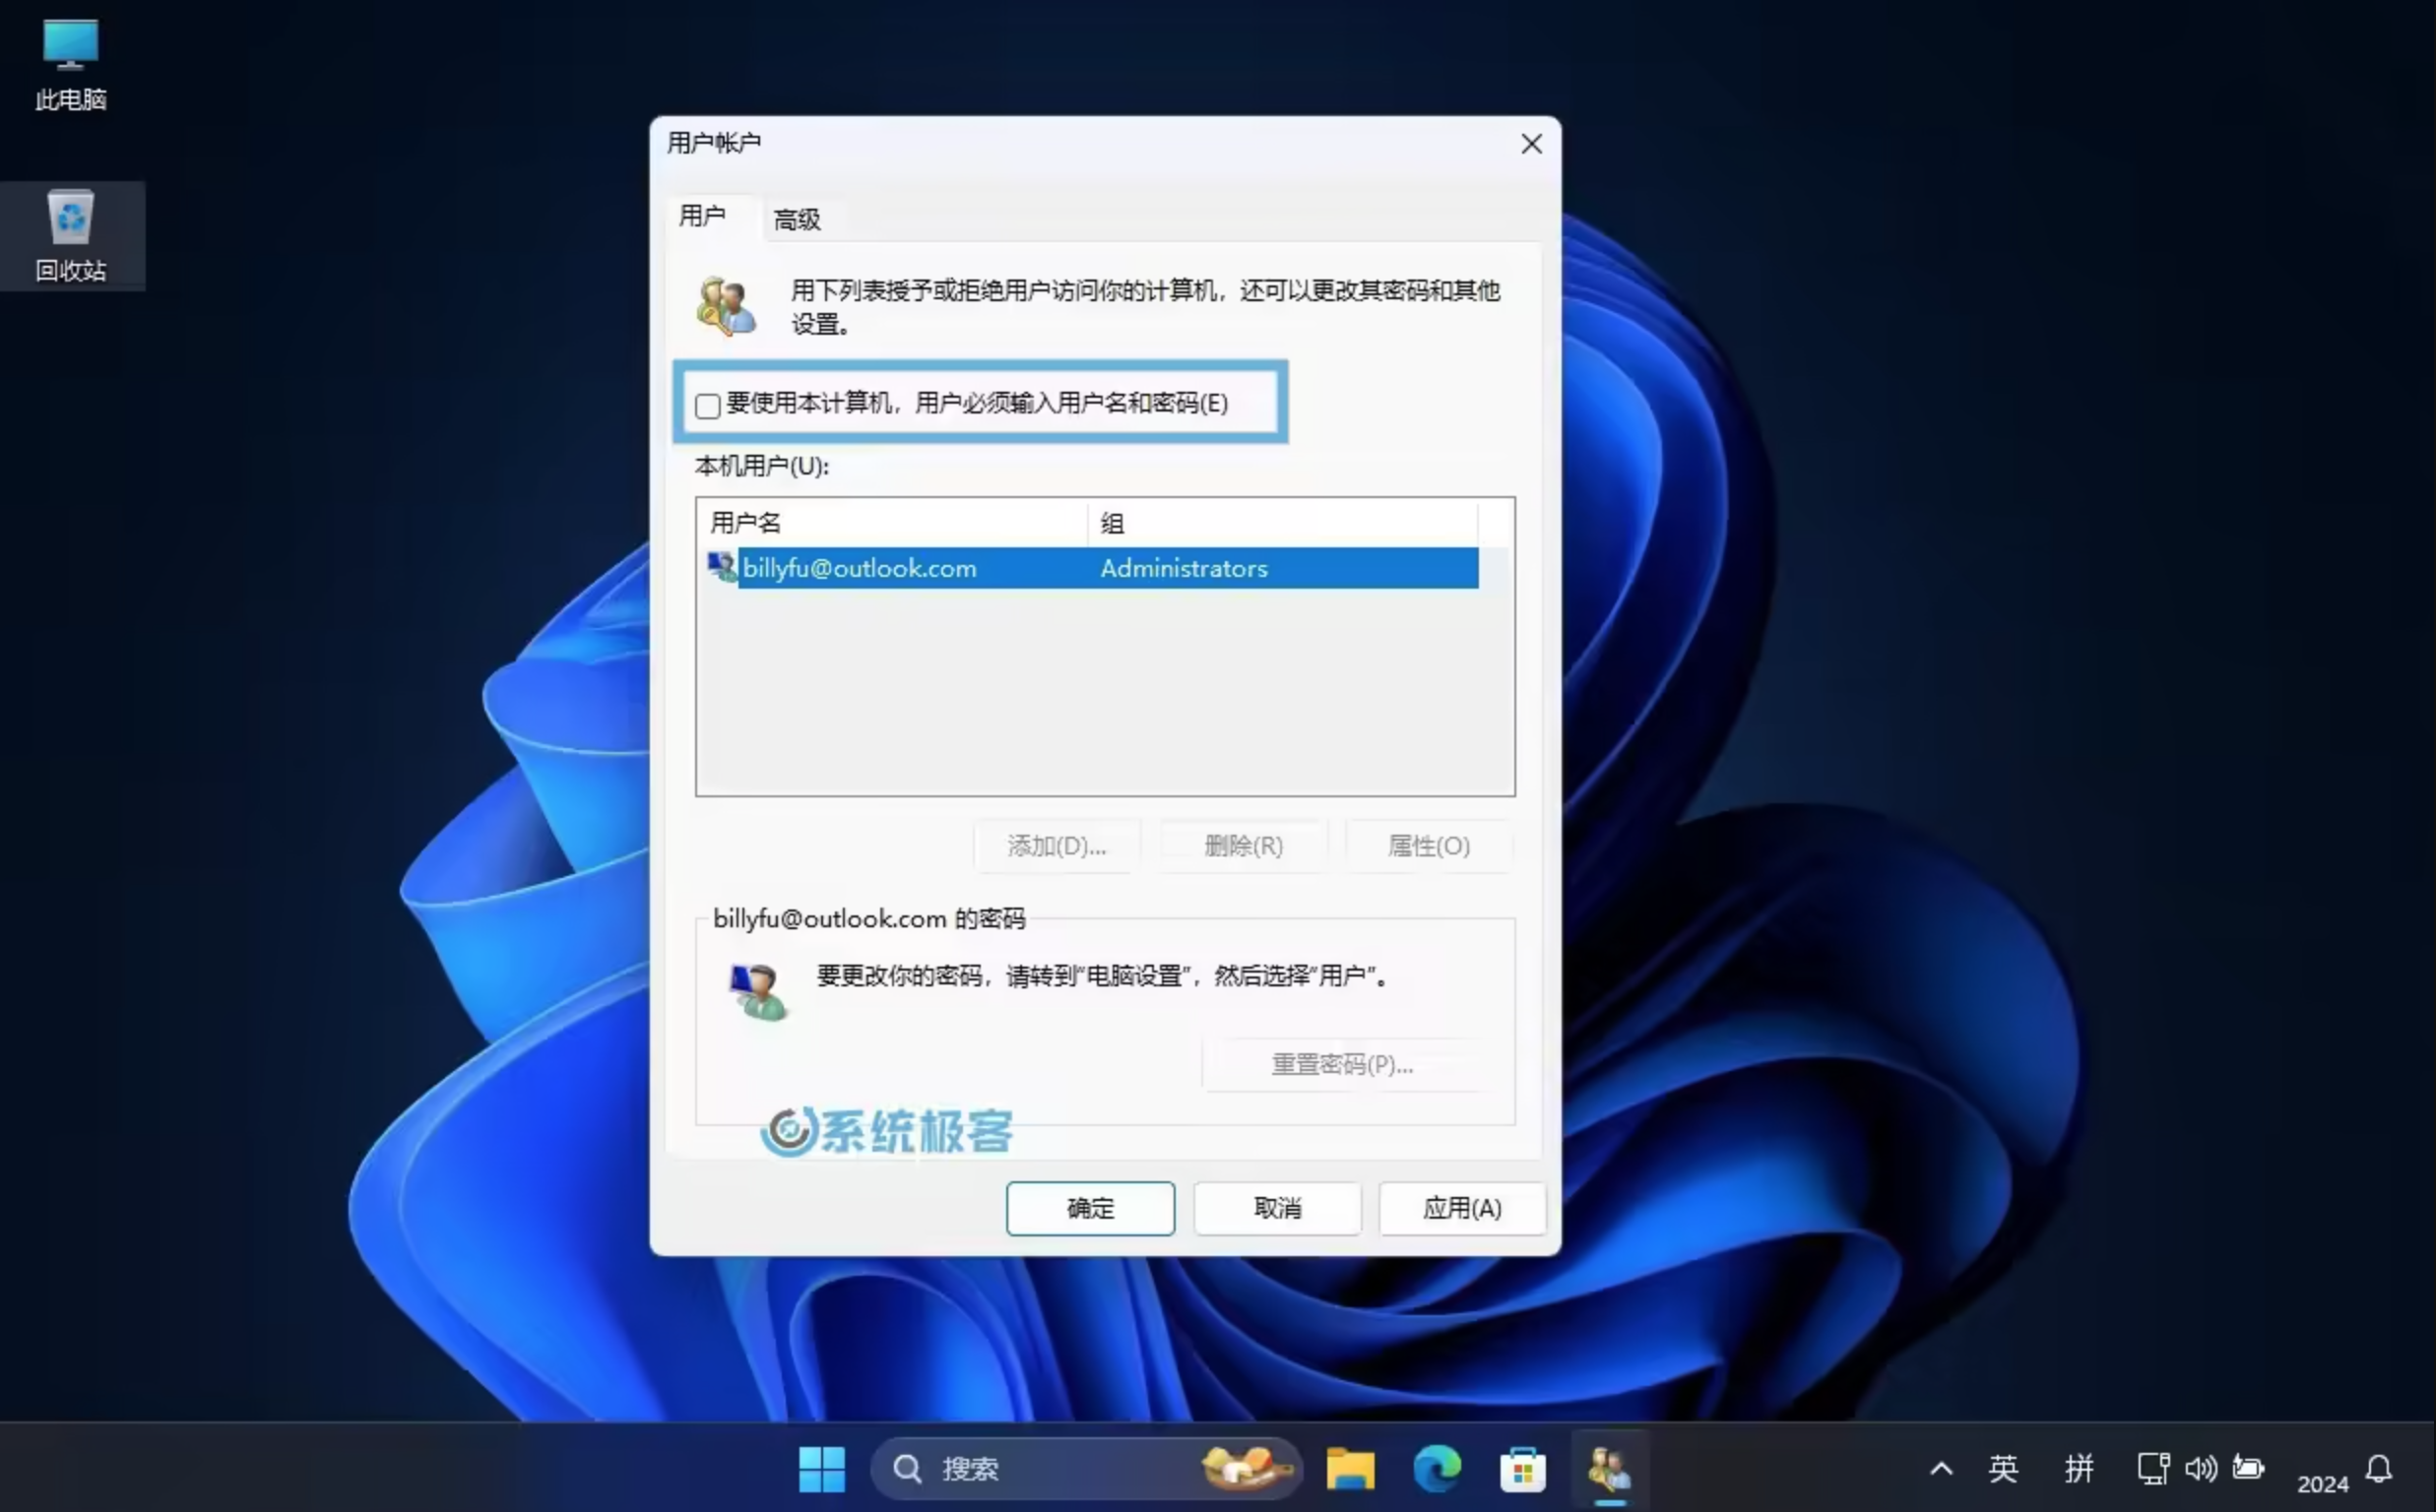 此电脑
回收站
用户帐户
用户
高级
用下列表授予或拒绝用户访问你的计算机，还可以更改其密码和其他
设置。
要使用本计算机，用户必须输入用户名和密码(E)
本机用户(U):
用户名 组
billyfu@outlook.com Administrators
添加(D)... 删除(R) 属性(O)
billyfu@outlook.com 的密码
要更改你的密码，请转到“电脑设置”，然后选择“用户”。
重置密码(P)...
系统极客
确定 取消 应用(A)
搜索
英 拼
2024